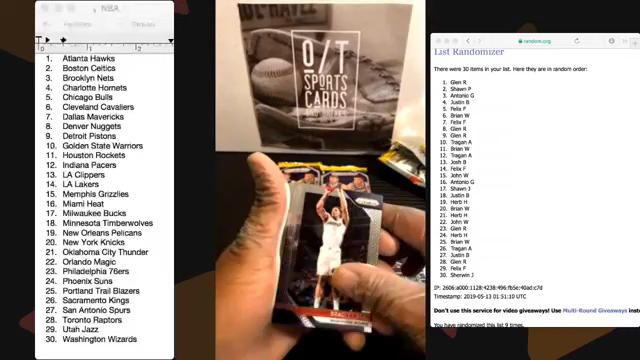 NBA
1. Atlanta Hawks
2. Boston Celtics
3. Brooklyn Nets
4. Charlotte Hornets
5. Chicago Bulls
6. Cleveland Cavaliers
7. Dallas Mavericks
8. Denver Nuggets
9. Detroit Pistons
10. Golden State Warriors
11. Houston Rockets
12. Indiana Pacers
13. LA Clippers
14. LA Lakers
15. Memphis Grizzlies
16. Miami Heat
17. Milwaukee Bucks
18. Minnesota Timberwolves
19. New Orleans Pelicans
20. New York Knicks
21. Oklahoma City Thunder
22. Orlando Magic
23. Philadelphia 76ers
24. Phoenix Suns
25. Portland Trail Blazers
26. Sacramento Kings
27. San Antonio Spurs
28. Toronto Raptors
29. Utah Jazz
30. Washington Wizards
O/T
SPORTS
CARDS
PRIZM
random.org
List Randomizer
There were 30 items in your list. Here they are in random order:
1. Glen R
2. Shawn P
3. Antonio G
4. Justin B
5. Felix F
6. Brian W
7. Felix F
8. Glen R
9. Glen R
10. Tragan A
11. Brian W
12. Tragan A
13. Josh B
14. Felix F
15. John W
16. Antonio G
17. Shawn J
18. Justin B
19. Herb H
20. Brian W
21. Herb H
22. John W
23. Glen R
24. Herb H
25. Brian W
26. Tragan A
27. Justin B
28. Glen R
29. Felix F
30. Sherwin J
IP: 2606:a000:1128:4238:496:fb5e:40ad:c7d
Timestamp: 2019-05-13 01:51:10 UTC
Don't use this service for video giveaways! Use Multi-Round Giveaways
You have randomized this list 9 times.